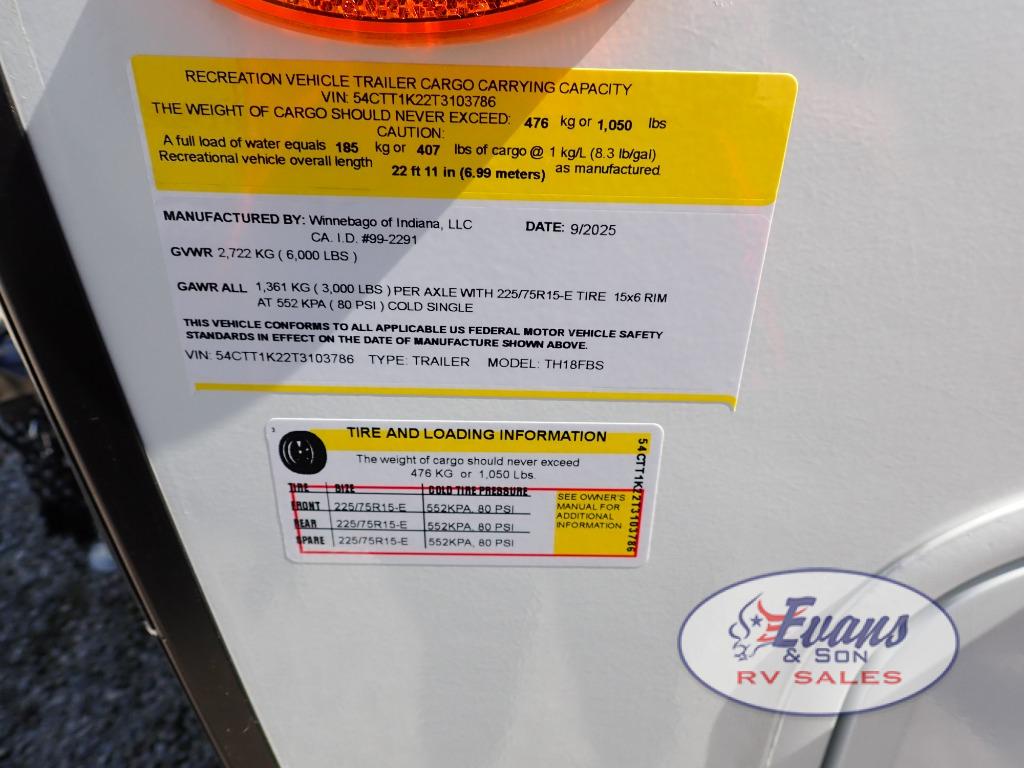 RECREATION VEHICLE TRAILER CARGO CARRYING CAPACITY
VIN: 54CTT1K22T3103786
THE WEIGHT OF CARGO SHOULD NEVER EXCEED: 476 kg or 1,050 lbs
CAUTION:
A full load of water equals 185 kg or 407 lbs of cargo @ 1 kg/L (8.3 lb/gal)
Recreational vehicle overall length 22 ft 11 in (6.99 meters) as manufactured.
MANUFACTURED BY: Winnebago of Indiana, LLC DATE: 9/2025
CA. I.D. #99-2291
GVWR 2,722 KG ( 6,000 LBS )
GAWR ALL 1,361 KG ( 3,000 LBS ) PER AXLE WITH 225/75R15-E TIRE 15x6 RIM
AT 552 KPA ( 80 PSI ) COLD SINGLE
THIS VEHICLE CONFORMS TO ALL APPLICABLE US FEDERAL MOTOR VEHICLE SAFETY
STANDARDS IN EFFECT ON THE DATE OF MANUFACTURE SHOWN ABOVE.
VIN: 54CTT1K22T3103786 TYPE: TRAILER MODEL: TH18FBS
3
TIRE AND LOADING INFORMATION
The weight of cargo should never exceed
476 KG or 1,050 Lbs.
TIRE SIZE COLD TIRE PRESSURE
FRONT 225/75R15-E 552KPA, 80 PSI
REAR 225/75R15-E 552KPA, 80 PSI
SPARE 225/75R15-E 552KPA, 80 PSI
SEE OWNER'S
MANUAL FOR
ADDITIONAL
INFORMATION
54CTT1K22T3103786
Evans
& SON
RV SALES